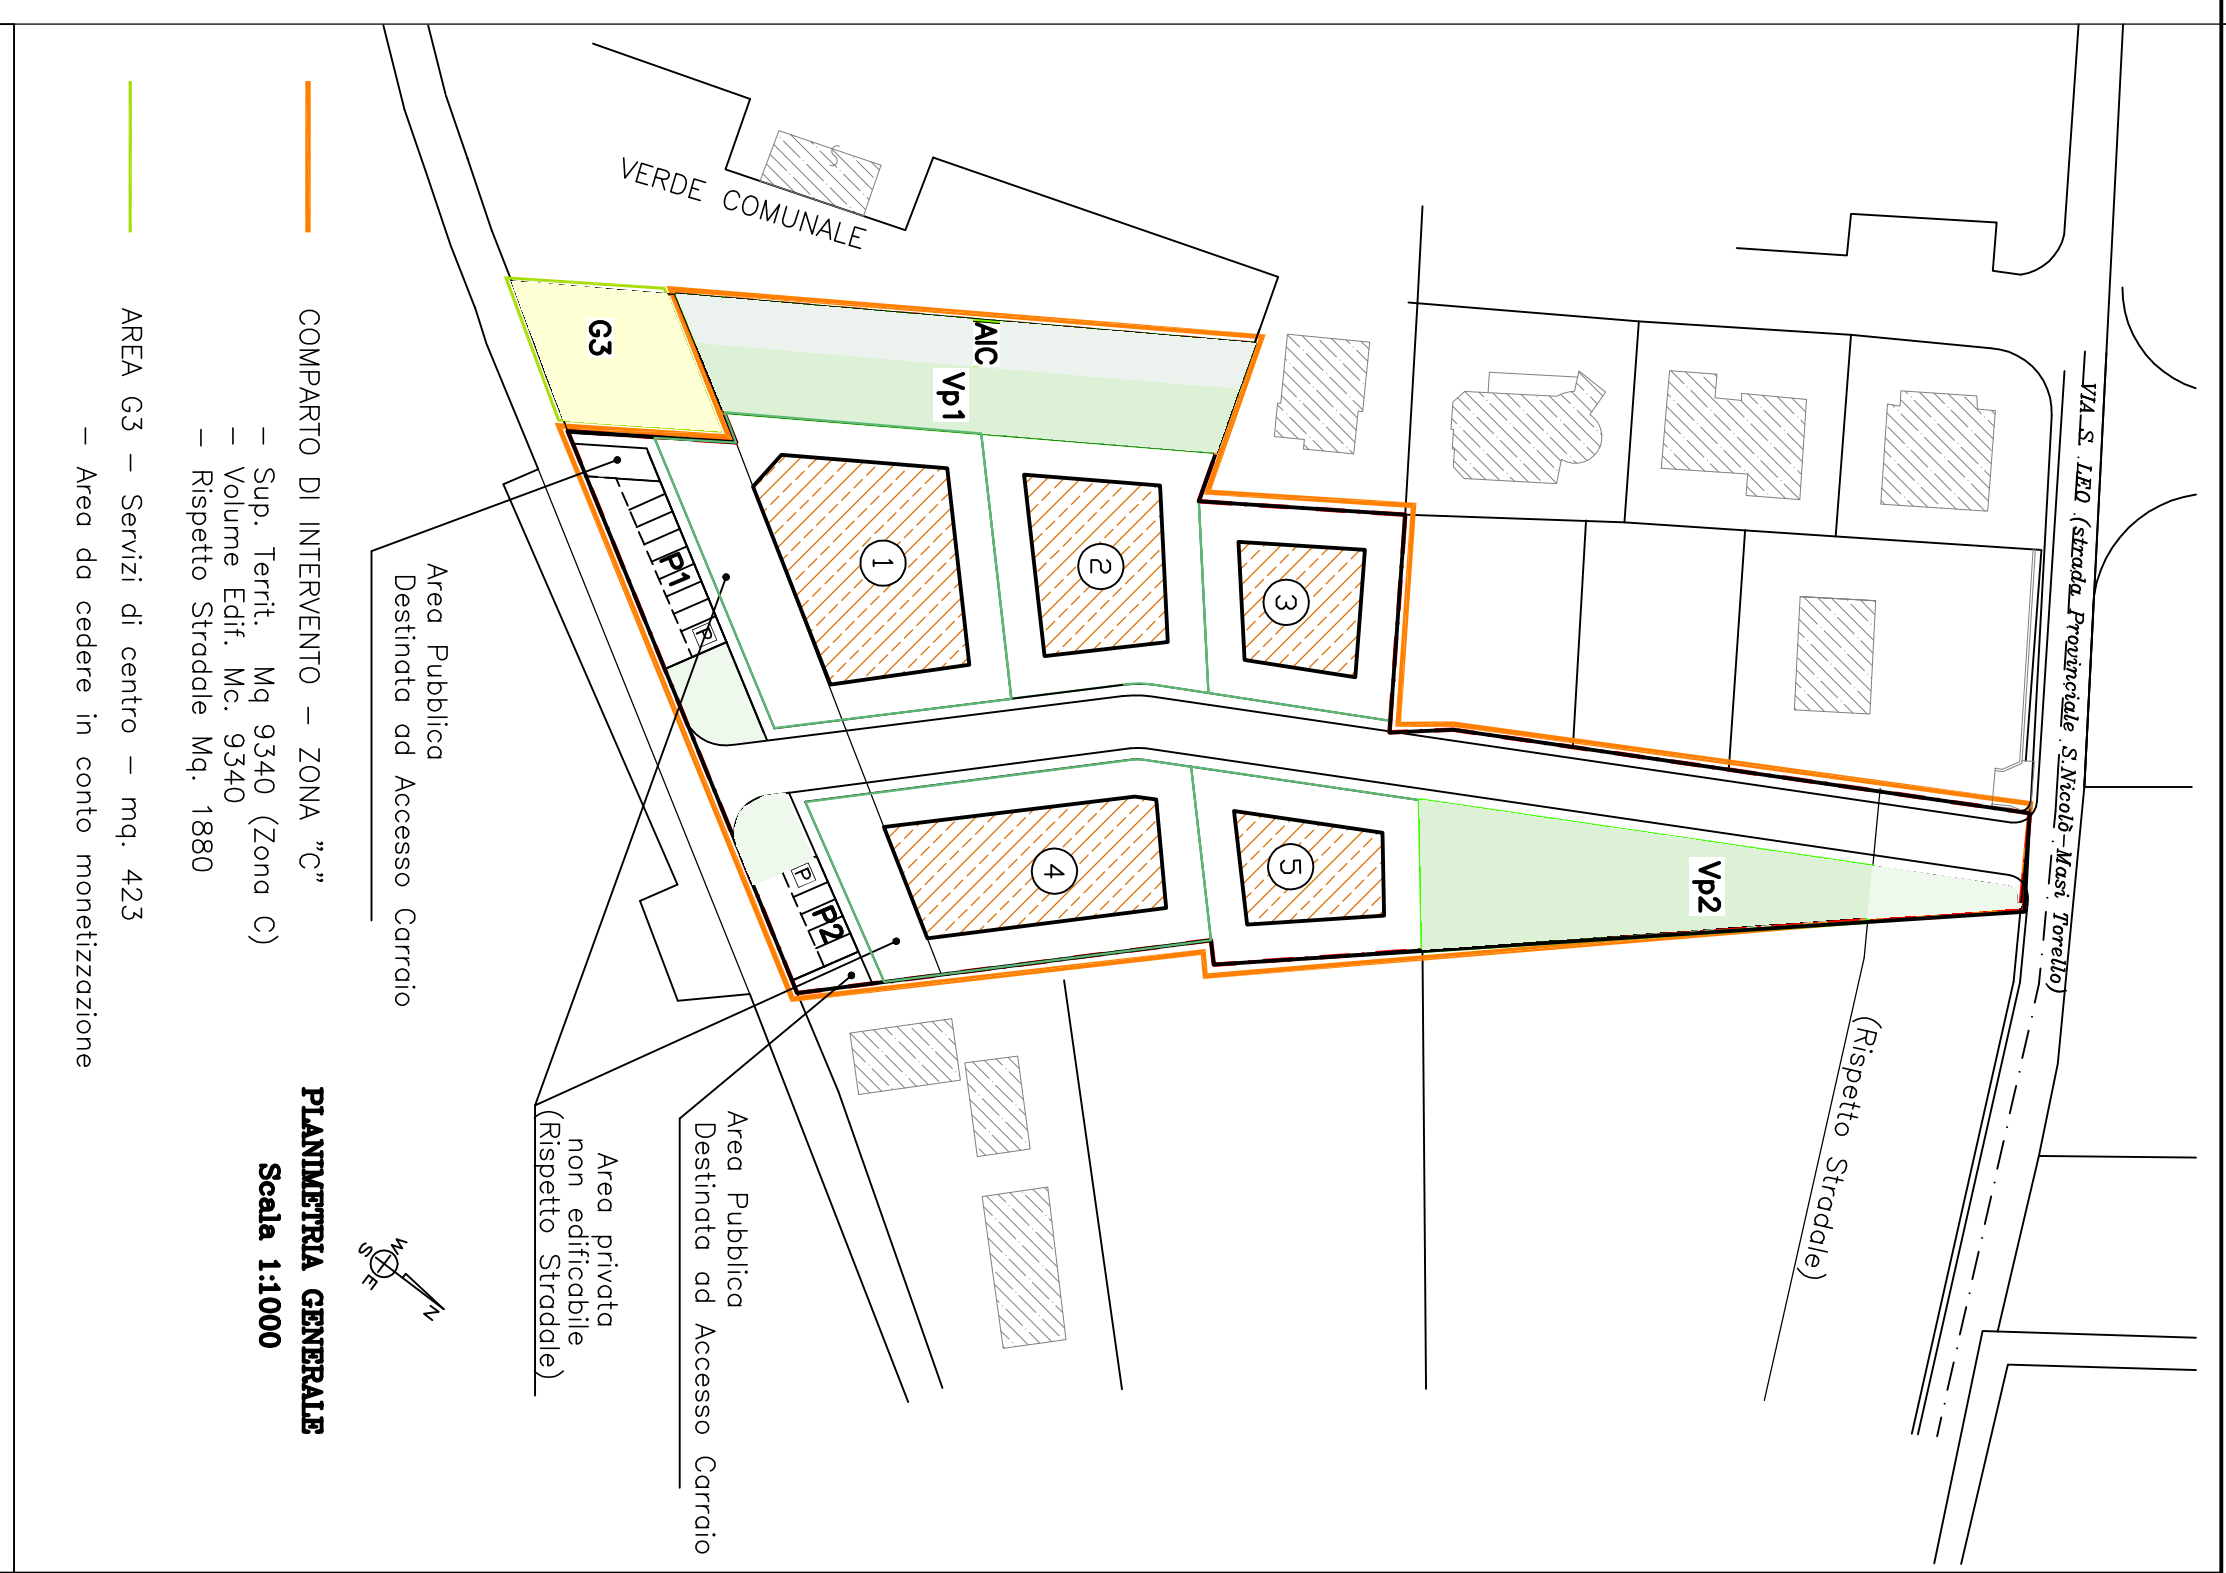 VIA S. LEO (strada Provinciale S.Nicolò-Masi Torello)
(Rispetto Stradale)
VERDE COMUNALE
S
AIC
Vp1
G3
Vp2
3
2
1
5
4
P1
P
P2
P
Area Pubblica
Destinata ad Accesso Carraio
Area Pubblica
Destinata ad Accesso Carraio
Area privata
non edificabile
(Rispetto Stradale)
N
W
S
E
COMPARTO DI INTERVENTO - ZONA "C"
- Sup. Territ. Mq 9340 (Zona C)
- Volume Edif. Mc. 9340
- Rispetto Stradale Mq. 1880
AREA G3 - Servizi di centro - mq. 423
- Area da cedere in conto monetizzazione
PLANIMETRIA GENERALE
Scala 1:1000